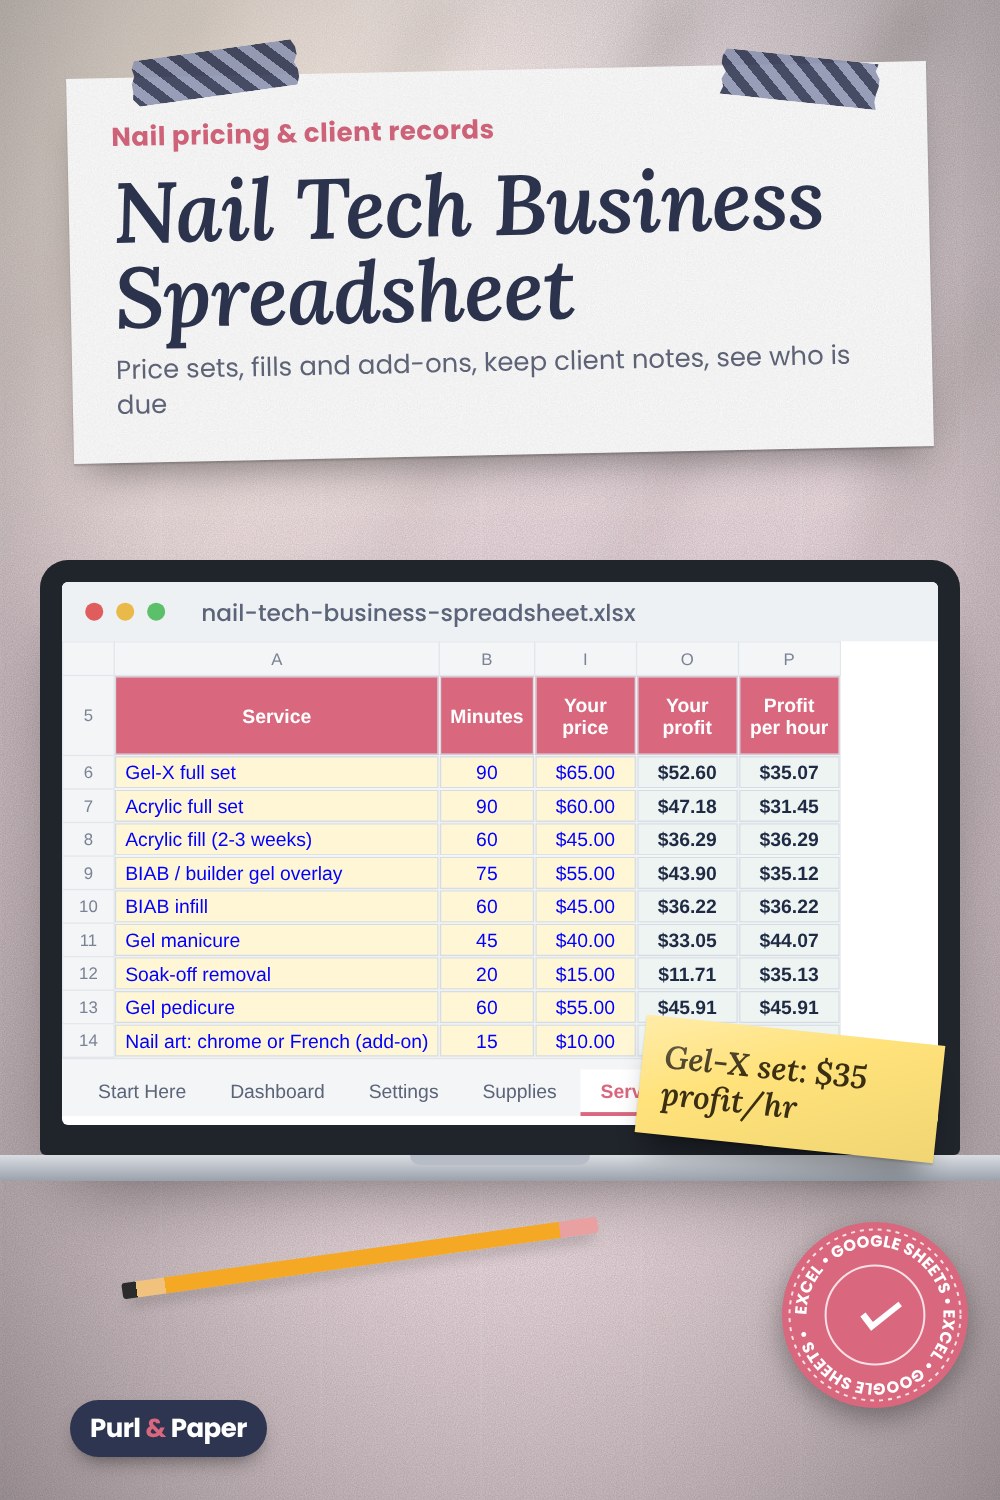 Nail pricing & client records
Nail Tech Business
Spreadsheet
Price sets, fills and add-ons, keep client notes, see who is
due
nail-tech-business-spreadsheet.xlsx
A B I O P
5 Service Minutes Your price Your profit Profit per hour
6 Gel-X full set 90 $65.00 $52.60 $35.07
7 Acrylic full set 90 $60.00 $47.18 $31.45
8 Acrylic fill (2-3 weeks) 60 $45.00 $36.29 $36.29
9 BIAB / builder gel overlay 75 $55.00 $43.90 $35.12
10 BIAB infill 60 $45.00 $36.22 $36.22
11 Gel manicure 45 $40.00 $33.05 $44.07
12 Soak-off removal 20 $15.00 $11.71 $35.13
13 Gel pedicure 60 $55.00 $45.91 $45.91
14 Nail art: chrome or French (add-on) 15 $10.00
Start Here Dashboard Settings Supplies Serv
Gel-X set: $35
profit/hr
EXCEL • GOOGLE SHEETS • EXCEL • GOOGLE SHEETS •
Purl & Paper